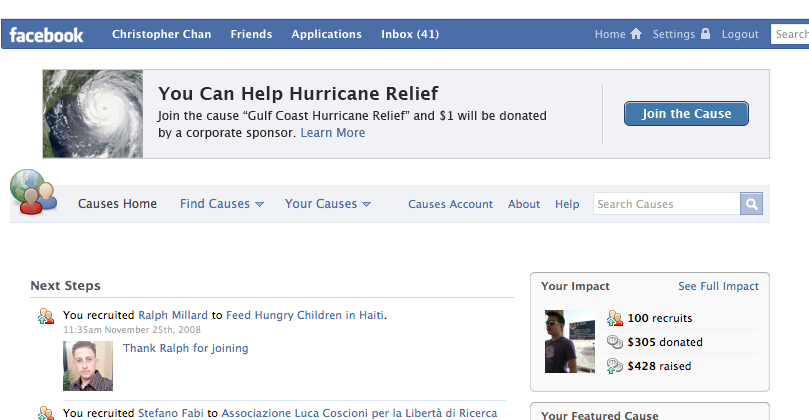 facebook Christopher Chan Friends Applications Inbox (41) Home Settings Logout Search
You Can Help Hurricane Relief
Join the cause “Gulf Coast Hurricane Relief” and $1 will be donated
by a corporate sponsor. Learn More
Join the Cause
Causes Home Find Causes Your Causes Causes Account About Help Search Causes
Next Steps
You recruited Ralph Millard to Feed Hungry Children in Haiti.
11:35am November 25th, 2008
Thank Ralph for joining
You recruited Stefano Fabi to Associazione Luca Coscioni per la Libertà di Ricerca
Your Impact See Full Impact
100 recruits
$305 donated
$428 raised
Your Featured Cause